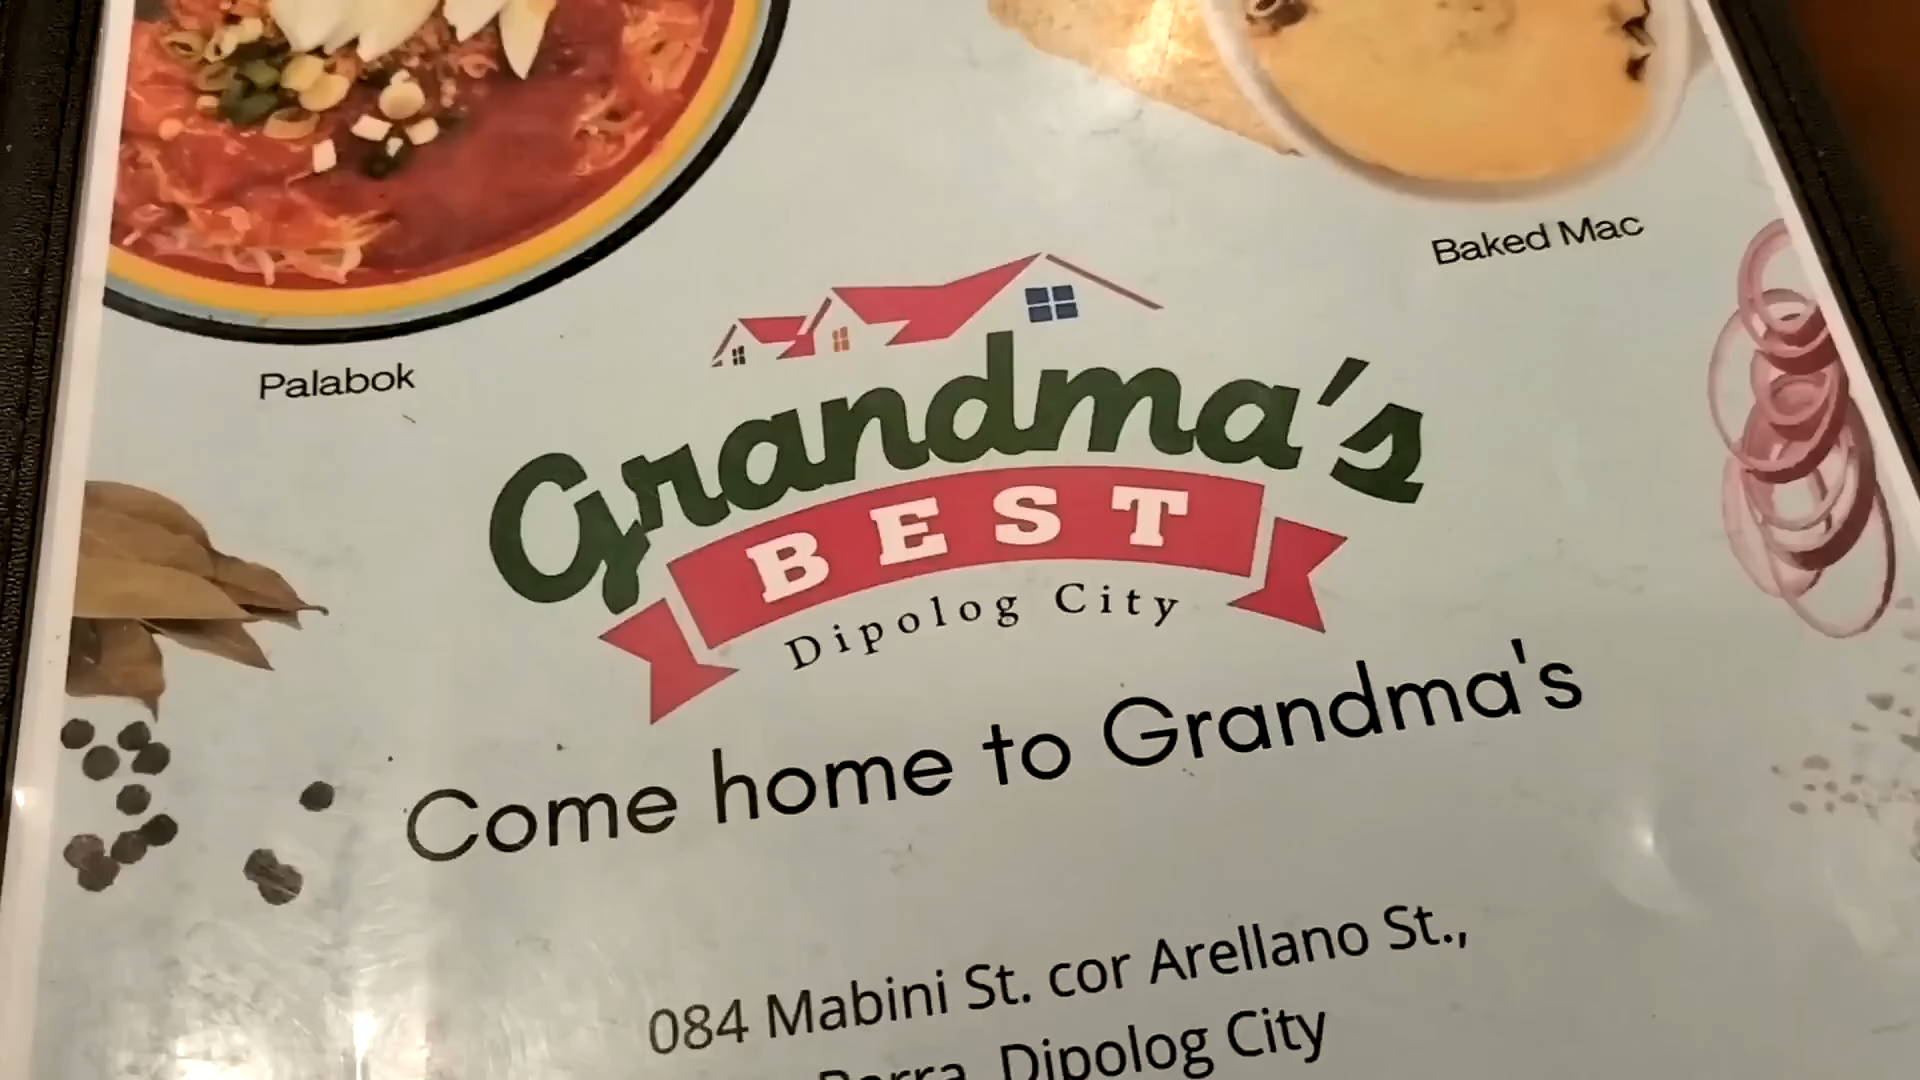 Baked Mac
Palabok
Grandma's
BEST
Dipolog City
Come home to Grandma's
084 Mabini St. cor Arellano St.,
Dipolog City